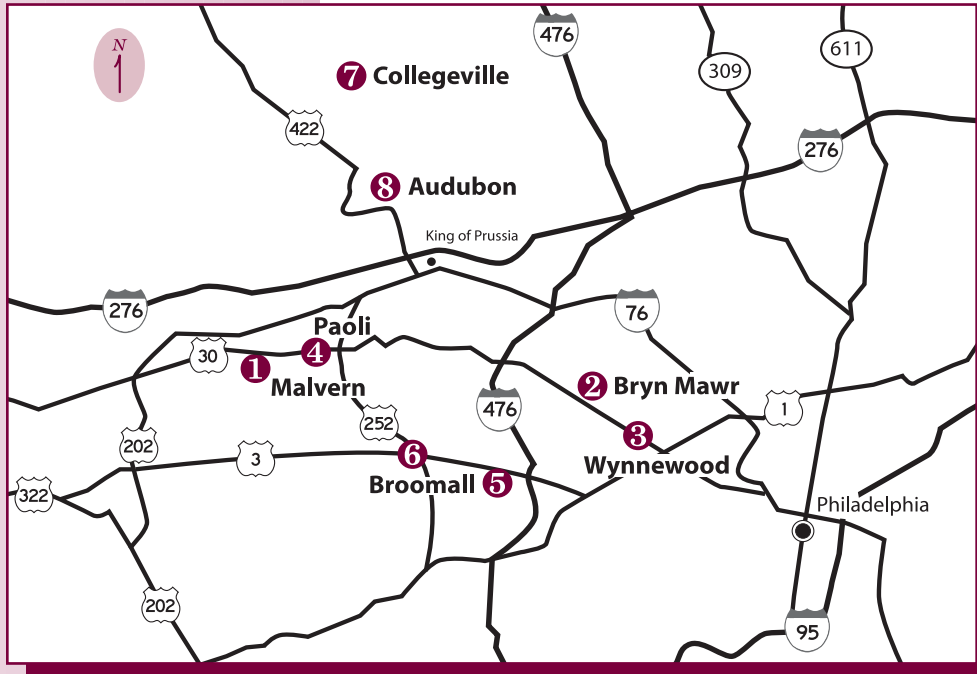 N
476
309
611
7 Collegeville
422
276
8 Audubon
King of Prussia
276
76
Paoli
30
1
4
Malvern
2 Bryn Mawr
476
1
252
3
202
3
6
Wynnewood
Broomall 5
322
Philadelphia
202
95